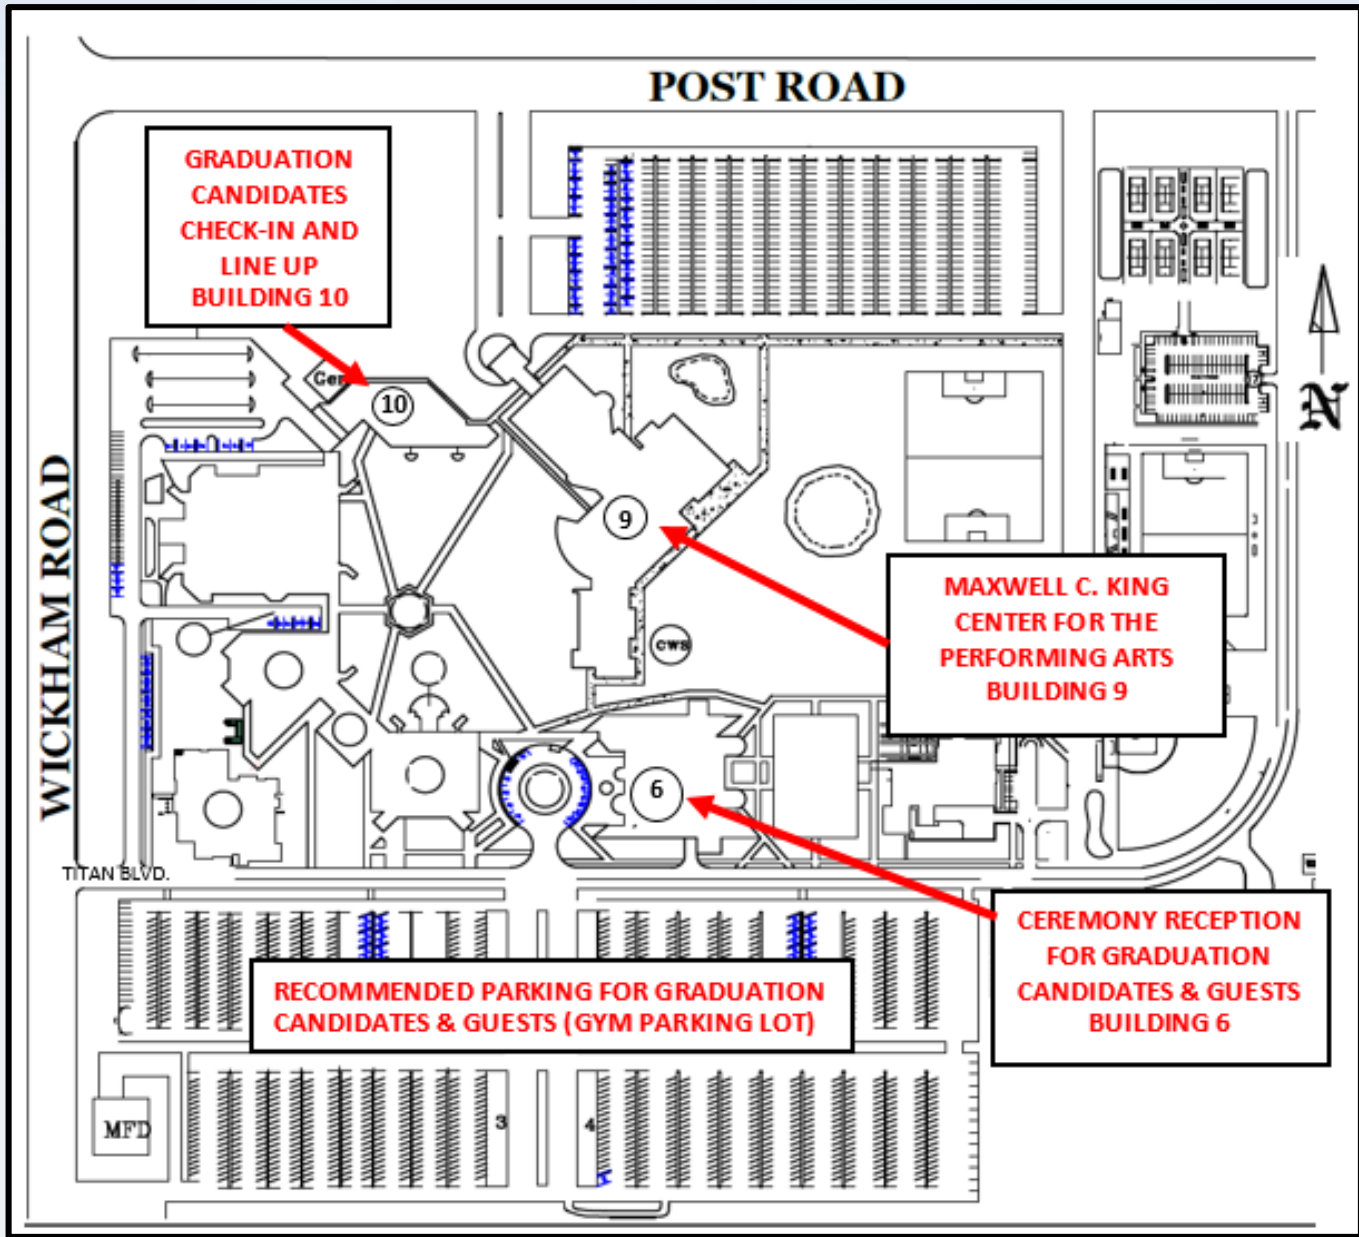 POST ROAD
GRADUATION
CANDIDATES
CHECK-IN AND
LINE UP
BUILDING 10
N
10
9
WICKHAM ROAD
MAXWELL C. KING
CENTER FOR THE
PERFORMING ARTS
BUILDING 9
CWS
6
TITAN BLVD.
CEREMONY RECEPTION
FOR GRADUATION
CANDIDATES & GUESTS
BUILDING 6
RECOMMENDED PARKING FOR GRADUATION
CANDIDATES & GUESTS (GYM PARKING LOT)
MFD
3
4